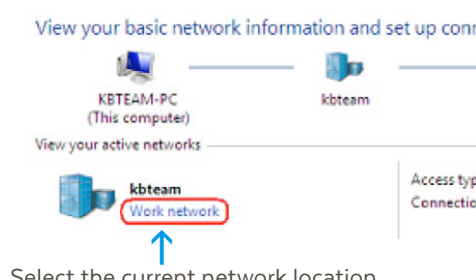 View your basic network information and set up conn
KBTEAM-PC
(This computer)
kbteam
View your active networks
kbteam
Work network
Access typ
Connectio
Select the current network location